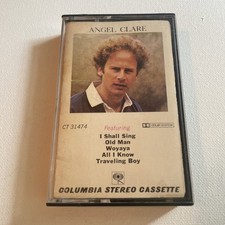 ANGEL CLARE
CT 31474
Featuring
I Shall Sing
Old Man
Woyaya
All I Know
Traveling Boy
COLUMBIA STEREO CASSETTE